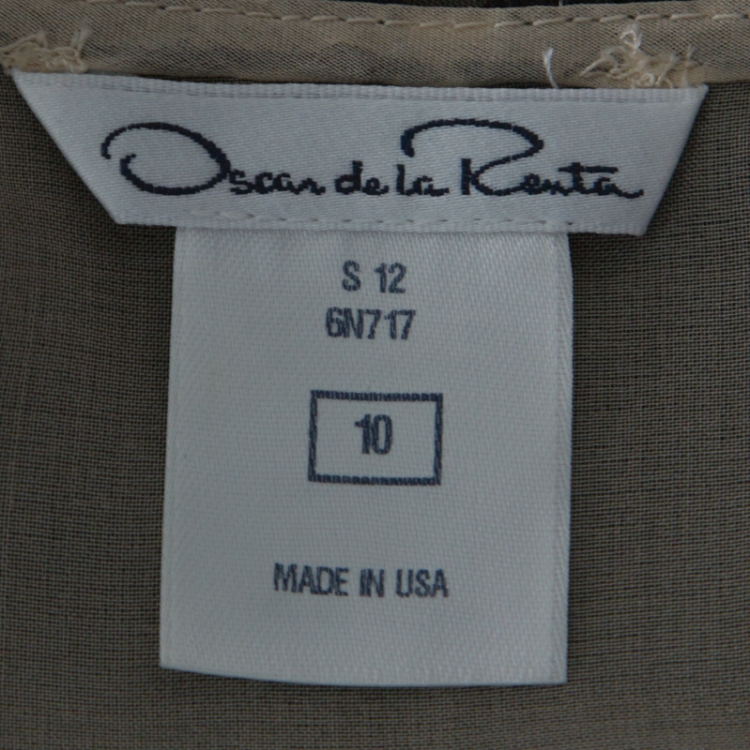 Oscar de la Renta
S 12
6N717
10
MADE IN USA